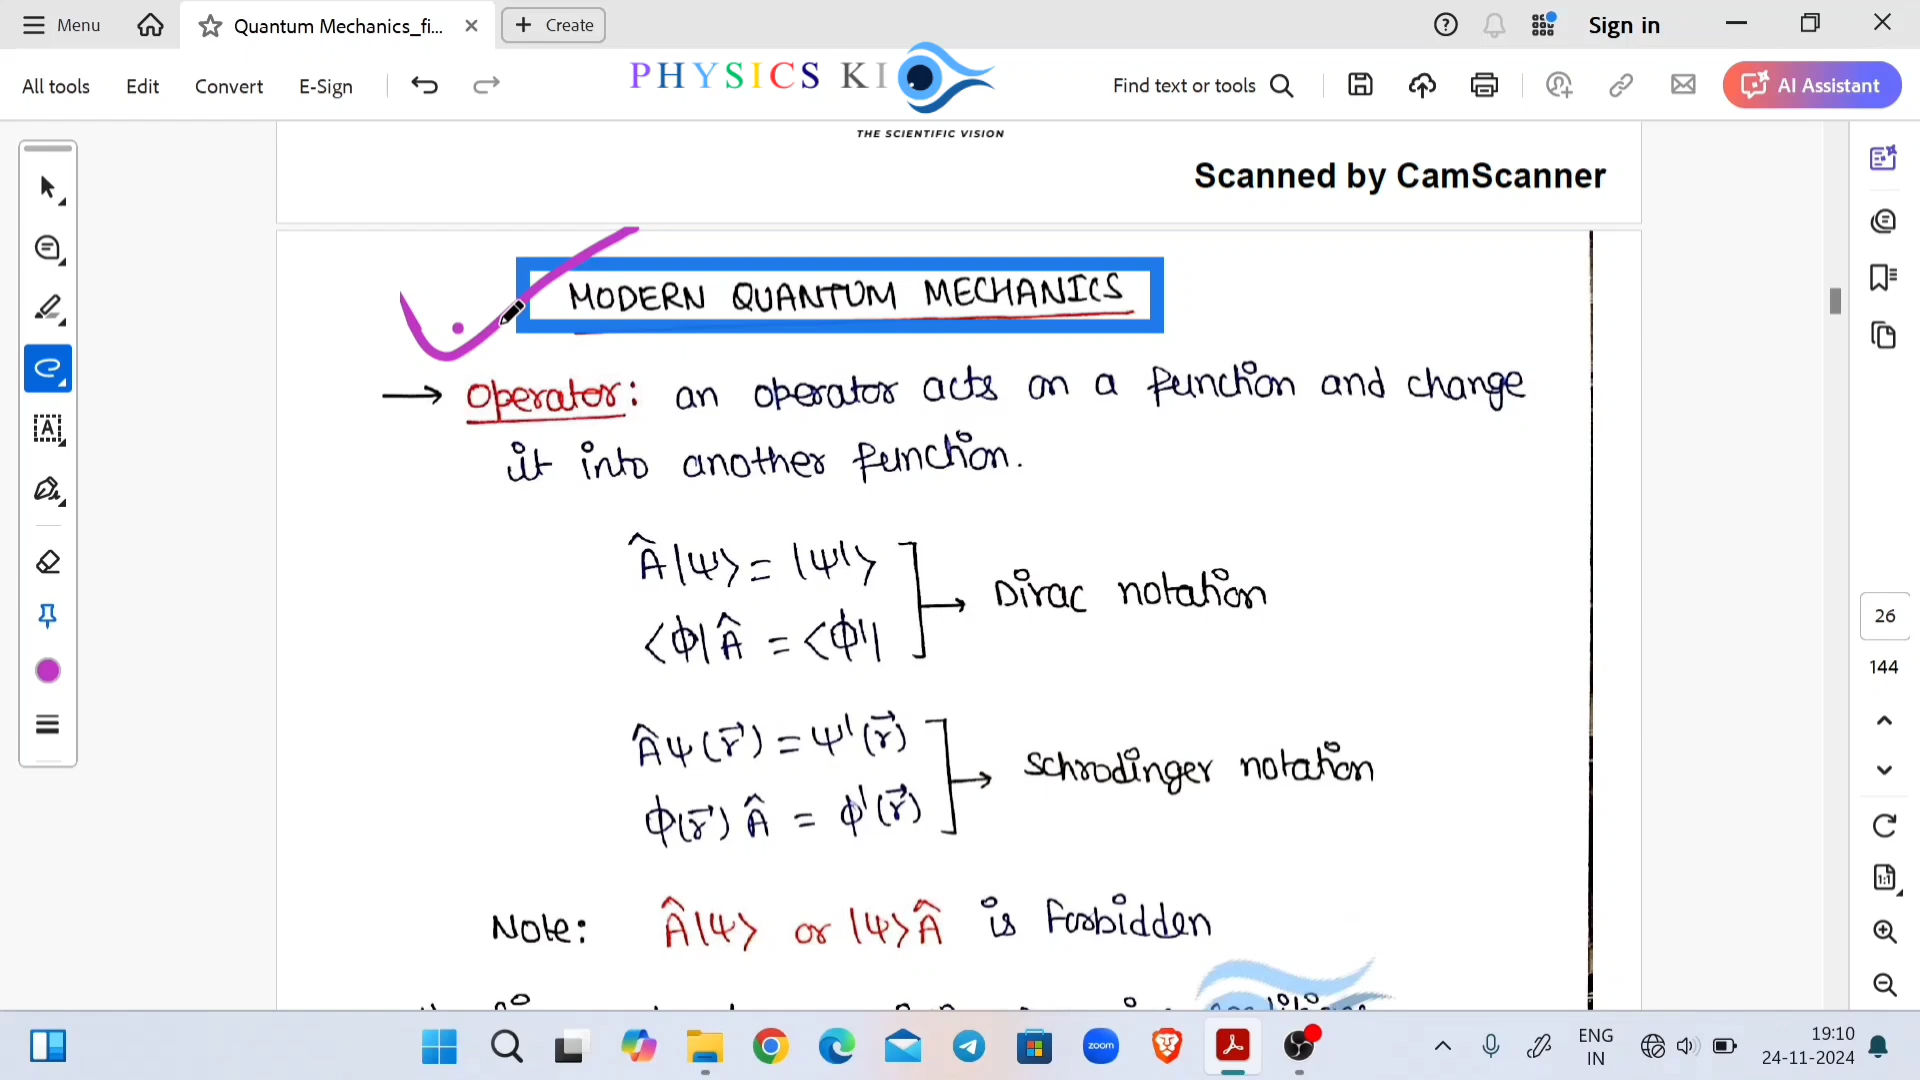 Menu
Quantum Mechanics_fi...
Create
Sign in
All tools
Edit
Convert
E-Sign
PHYSICS KI
THE SCIENTIFIC VISION
Find text or tools
AI Assistant
Scanned by CamScanner
MODERN QUANTUM MECHANICS
→ Operator: an operator acts on a function and change
it into another function.
Â|Ψ⟩ = |Ψ'⟩
⟨Φ|Â = ⟨Φ'|
→ Dirac notation
ÂΨ(r⃗) = Ψ'(r⃗)
Φ(r⃗)Â = Φ'(r⃗)
→ Schrodinger notation
Note: Â|Ψ⟩ or |Ψ⟩Â is Forbidden
26
144
1:1
zoom
ENG
IN
19:10
24-11-2024